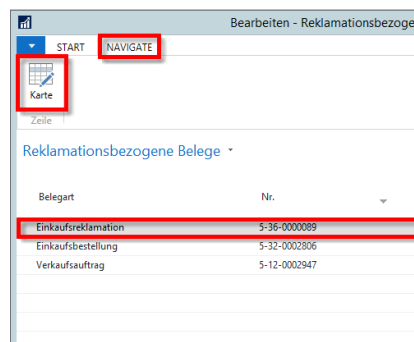 Bearbeiten - Reklamationsbezoge
START NAVIGATE
Karte
Zeile
Reklamationsbezogene Belege
Belegart Nr.
Einkaufsreklamation 5-36-0000089
Einkaufsbestellung 5-32-0002806
Verkaufsauftrag 5-12-0002947